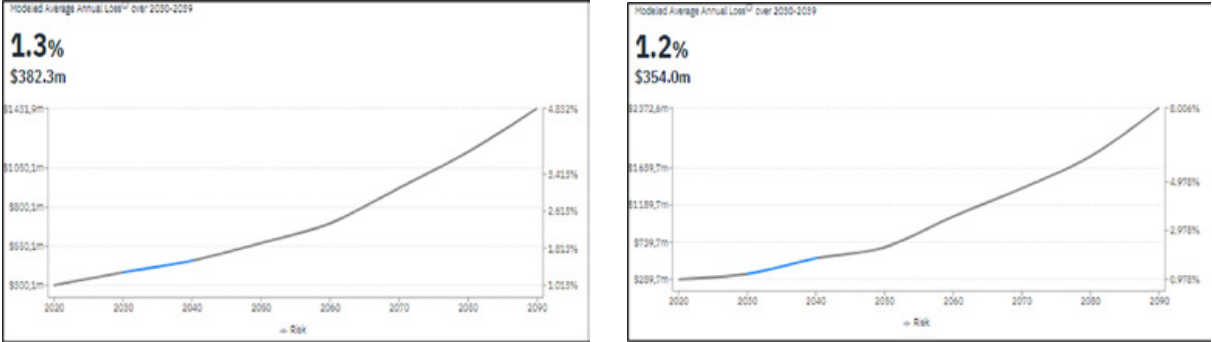 Modeled Average Annual Loss over 2030-2039
1.3%
$382.3m
$1431,9m
$1050,1m
$800,1m
$550,1m
$300,1m
4.832%
3.413%
2.613%
1.813%
1.013%
2020 2030 2040 2050 2060 2070 2080 2090
Risk
Modeled Average Annual Loss over 2030-2039
1.2%
$354.0m
$2372,6m
$1639,7m
$1189,7m
$739,7m
$289,7m
8.006%
4.978%
2.978%
0.978%
2020 2030 2040 2050 2060 2070 2080 2090
Risk